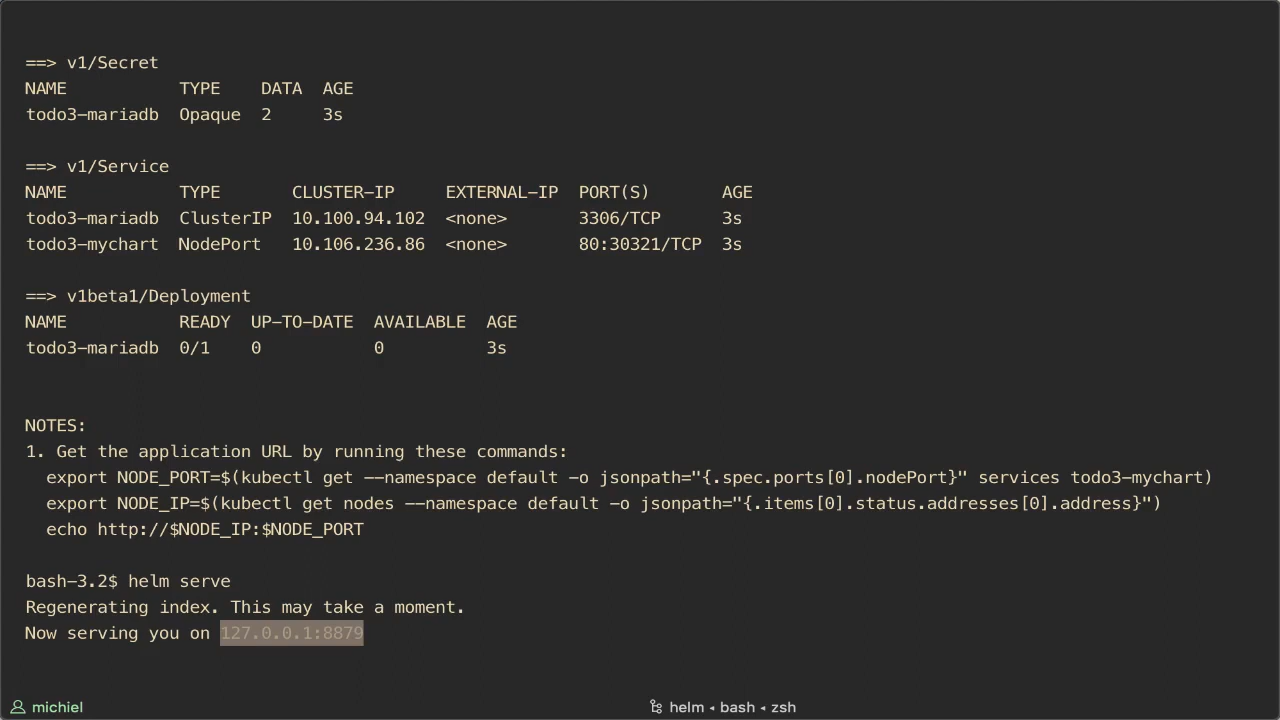 ==> v1/Secret
NAME           TYPE    DATA  AGE
todo3-mariadb  Opaque  2     3s
==> v1/Service
NAME           TYPE       CLUSTER-IP     EXTERNAL-IP  PORT(S)       AGE
todo3-mariadb  ClusterIP  10.100.94.102  <none>       3306/TCP      3s
todo3-mychart  NodePort   10.106.236.86  <none>       80:30321/TCP  3s
==> v1beta1/Deployment
NAME           READY  UP-TO-DATE  AVAILABLE  AGE
todo3-mariadb  0/1    0           0          3s
NOTES:
1. Get the application URL by running these commands:
  export NODE_PORT=$(kubectl get --namespace default -o jsonpath="{.spec.ports[0].nodePort}" services todo3-mychart)
  export NODE_IP=$(kubectl get nodes --namespace default -o jsonpath="{.items[0].status.addresses[0].address}")
  echo http://$NODE_IP:$NODE_PORT
bash-3.2$ helm serve
Regenerating index. This may take a moment.
Now serving you on 127.0.0.1:8879
michiel helm ◂ bash ◂ zsh